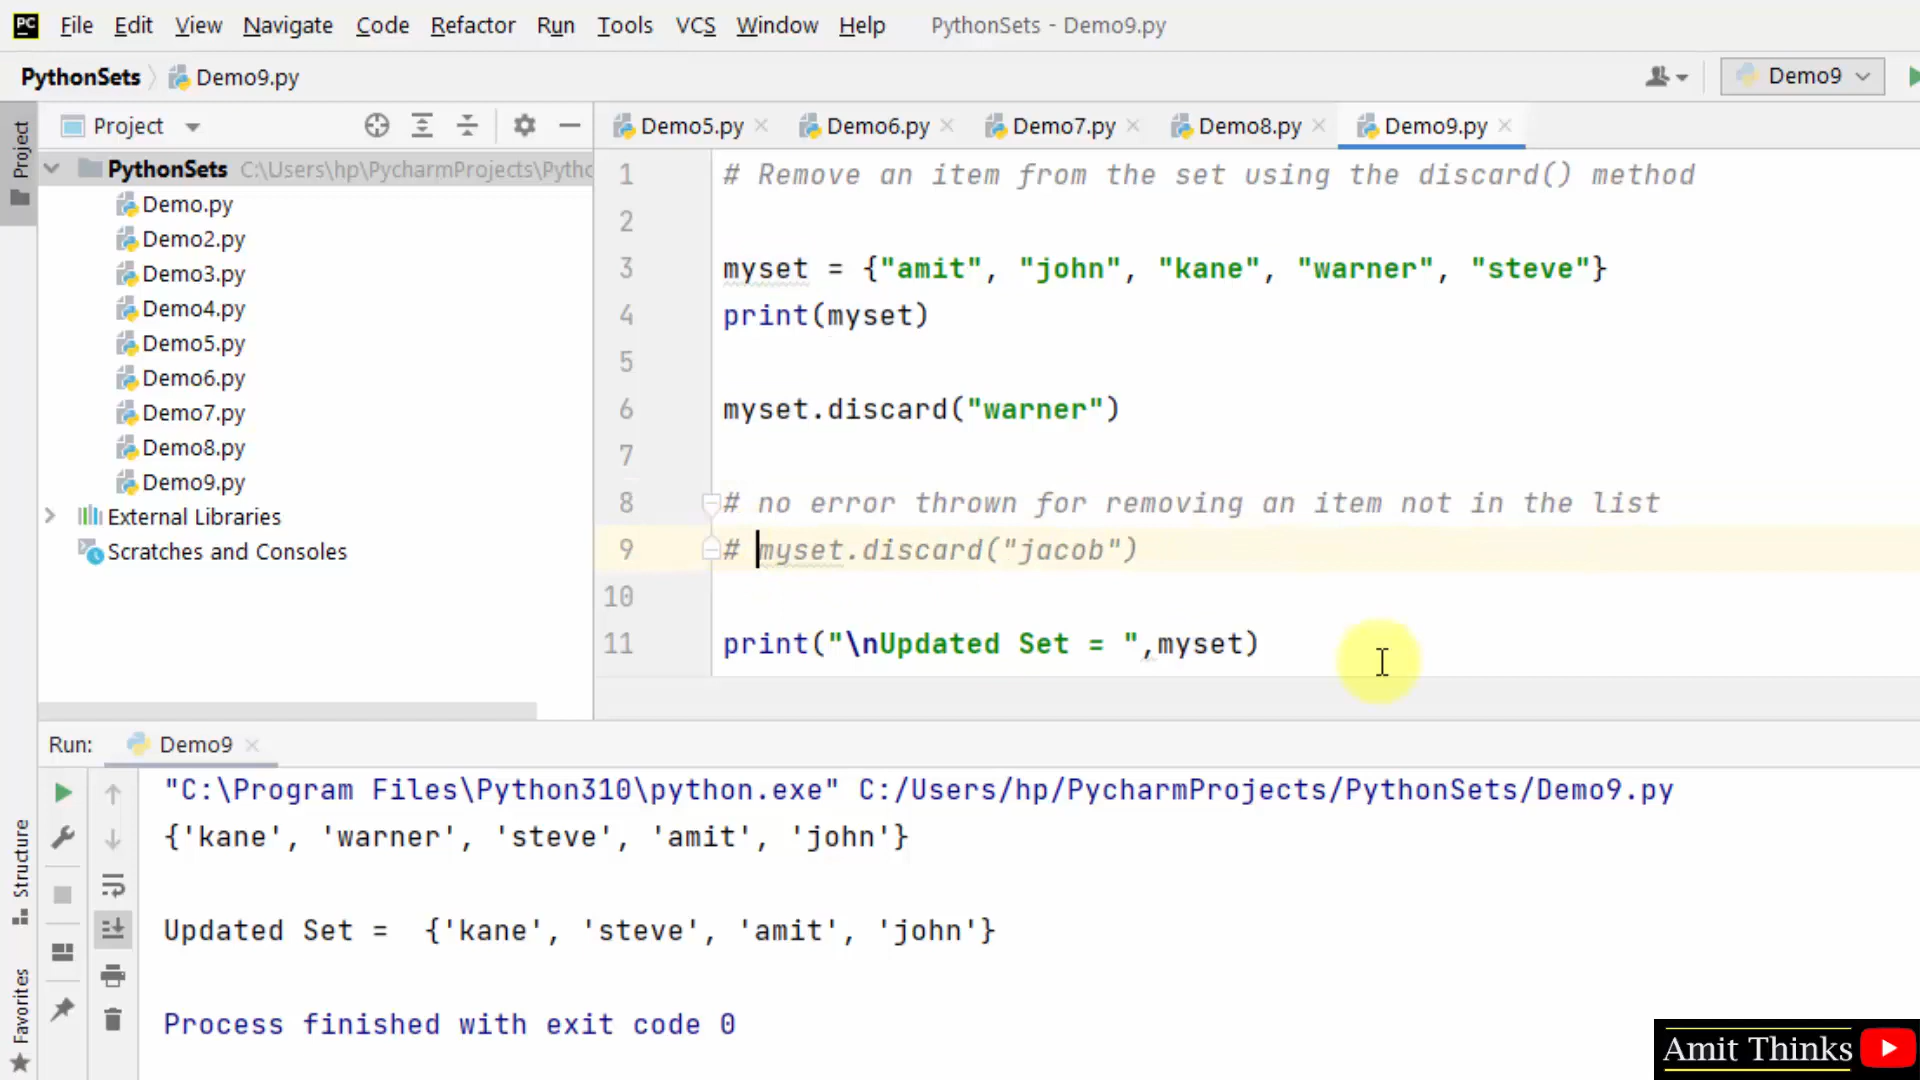 PC File Edit View Navigate Code Refactor Run Tools VCS Window Help PythonSets - Demo9.py
PythonSets Demo9.py Demo9
Project
Project
Demo5.py Demo6.py Demo7.py Demo8.py Demo9.py
PythonSets C:\Users\hp\PycharmProjects\Pytho
Demo.py
Demo2.py
Demo3.py
Demo4.py
Demo5.py
Demo6.py
Demo7.py
Demo8.py
Demo9.py
External Libraries
Scratches and Consoles
1 # Remove an item from the set using the discard() method
2
3 myset = {"amit", "john", "kane", "warner", "steve"}
4 print(myset)
5
6 myset.discard("warner")
7
8 # no error thrown for removing an item not in the list
9 # myset.discard("jacob")
10
11 print("\nUpdated Set = ",myset)
Run: Demo9
"C:\Program Files\Python310\python.exe" C:/Users/hp/PycharmProjects/PythonSets/Demo9.py
{'kane', 'warner', 'steve', 'amit', 'john'}
Updated Set =  {'kane', 'steve', 'amit', 'john'}
Process finished with exit code 0
Structure
Favorites
Amit Thinks